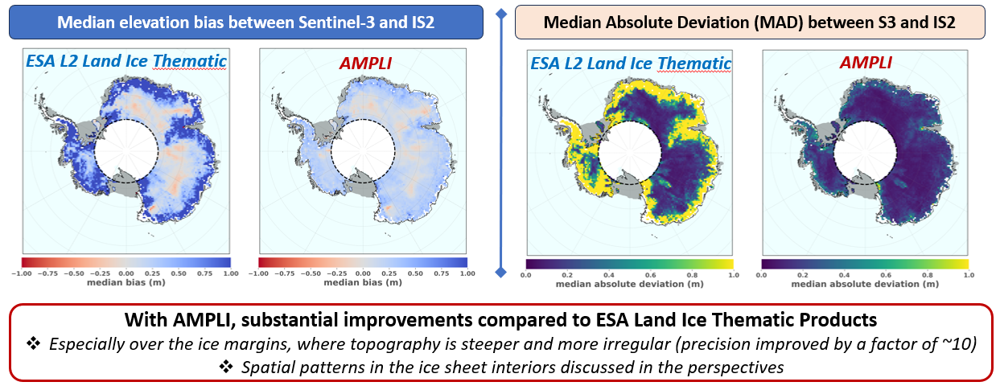 Median elevation bias between Sentinel-3 and IS2
Median Absolute Deviation (MAD) between S3 and IS2
ESA L2 Land Ice Thematic
AMPLI
ESA L2 Land Ice Thematic
AMPLI
−1.00 −0.75 −0.50 −0.25 0.00 0.25 0.50 0.75 1.00
median bias (m)
−1.00 −0.75 −0.50 −0.25 0.00 0.25 0.50 0.75 1.00
median bias (m)
0.0 0.2 0.4 0.6 0.8 1.0
median absolute deviation (m)
0.0 0.2 0.4 0.6 0.8 1.0
median absolute deviation (m)
With AMPLI, substantial improvements compared to ESA Land Ice Thematic Products
❖ Especially over the ice margins, where topography is steeper and more irregular (precision improved by a factor of ~10)
❖ Spatial patterns in the ice sheet interiors discussed in the perspectives